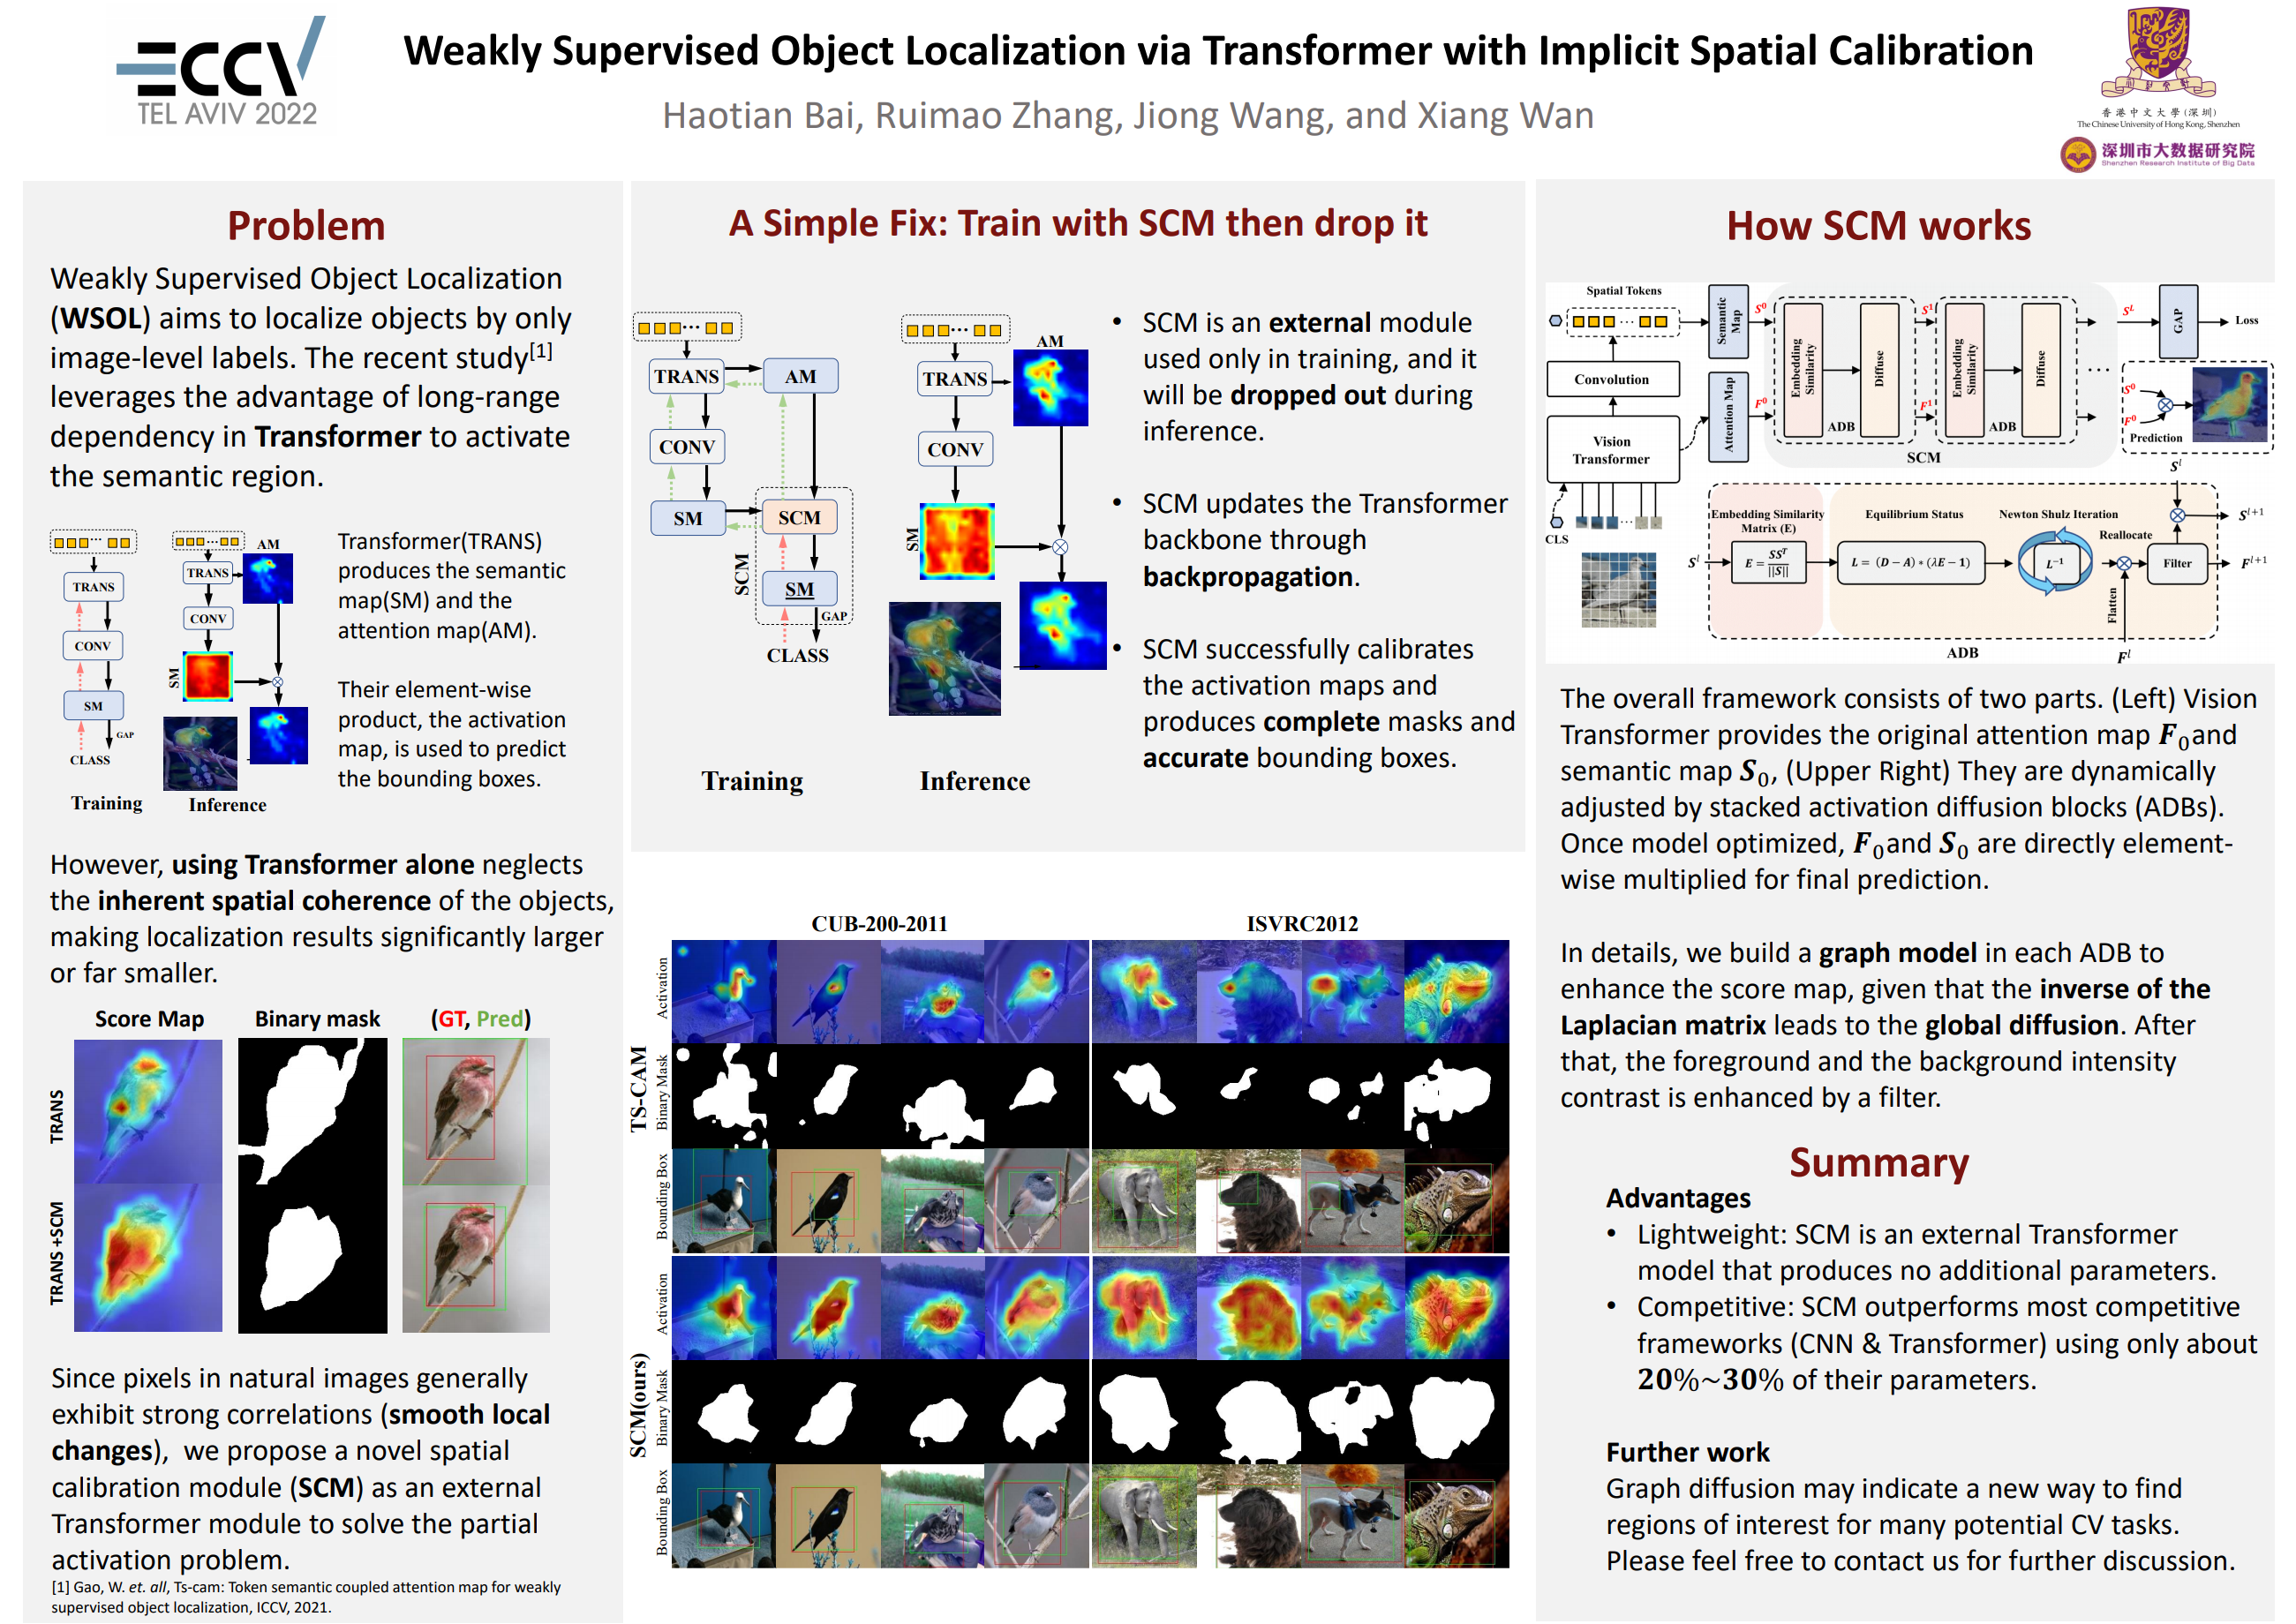 ECCV
TEL AVIV 2022
Weakly Supervised Object Localization via Transformer with Implicit Spatial Calibration
Haotian Bai, Ruimao Zhang, Jiong Wang, and Xiang Wan
香港中文大學(深圳)
The Chinese University of Hong Kong, Shenzhen
深圳市大数据研究院
Shenzhen Research Institute of Big Data
Problem
Weakly Supervised Object Localization
(WSOL) aims to localize objects by only
image-level labels. The recent study[1]
leverages the advantage of long-range
dependency in Transformer to activate
the semantic region.
TRANS
CONV
SM
GAP
CLASS
Training
TRANS
AM
CONV
SM
Inference
Transformer(TRANS)
produces the semantic
map(SM) and the
attention map(AM).
Their element-wise
product, the activation
map, is used to predict
the bounding boxes.
However, using Transformer alone neglects
the inherent spatial coherence of the objects,
making localization results significantly larger
or far smaller.
Score Map
Binary mask
(GT, Pred)
TRANS
TRANS +SCM
Since pixels in natural images generally
exhibit strong correlations (smooth local
changes),  we propose a novel spatial
calibration module (SCM) as an external
Transformer module to solve the partial
activation problem.
[1] Gao, W. et. all, Ts-cam: Token semantic coupled attention map for weakly
supervised object localization, ICCV, 2021.
A Simple Fix: Train with SCM then drop it
TRANS
AM
CONV
SM
SCM
SCM
SM
GAP
CLASS
Training
TRANS
AM
CONV
SM
Inference
• SCM is an external module
used only in training, and it
will be dropped out during
inference.
• SCM updates the Transformer
backbone through
backpropagation.
• SCM successfully calibrates
the activation maps and
produces complete masks and
accurate bounding boxes.
CUB-200-2011
ISVRC2012
TS-CAM
Activation
Binary Mask
Bounding Box
SCM(ours)
Activation
Binary Mask
Bounding Box
How SCM works
Spatial Tokens
Convolution
Vision
Transformer
CLS
Semantic
Map
Attention Map
S⁰
F⁰
Embedding
Similarity
Diffuse
ADB
S¹
F¹
Embedding
Similarity
Diffuse
ADB
SCM
S^L
GAP
Loss
S⁰
F⁰
Prediction
S^l
Embedding Similarity
Matrix (E)
Equilibrium Status
Newton Shulz Iteration
Reallocate
S^l
E = SS^T / ||S||
L = (D − A) * (λE − 1)
L⁻¹
Filter
S^{l+1}
F^{l+1}
Flatten
F^l
ADB
The overall framework consists of two parts. (Left) Vision
Transformer provides the original attention map F₀and
semantic map S₀, (Upper Right) They are dynamically
adjusted by stacked activation diffusion blocks (ADBs).
Once model optimized, F₀and S₀ are directly element-
wise multiplied for final prediction.
In details, we build a graph model in each ADB to
enhance the score map, given that the inverse of the
Laplacian matrix leads to the global diffusion. After
that, the foreground and the background intensity
contrast is enhanced by a filter.
Summary
Advantages
• Lightweight: SCM is an external Transformer
model that produces no additional parameters.
• Competitive: SCM outperforms most competitive
frameworks (CNN & Transformer) using only about
20%~30% of their parameters.
Further work
Graph diffusion may indicate a new way to find
regions of interest for many potential CV tasks.
Please feel free to contact us for further discussion.